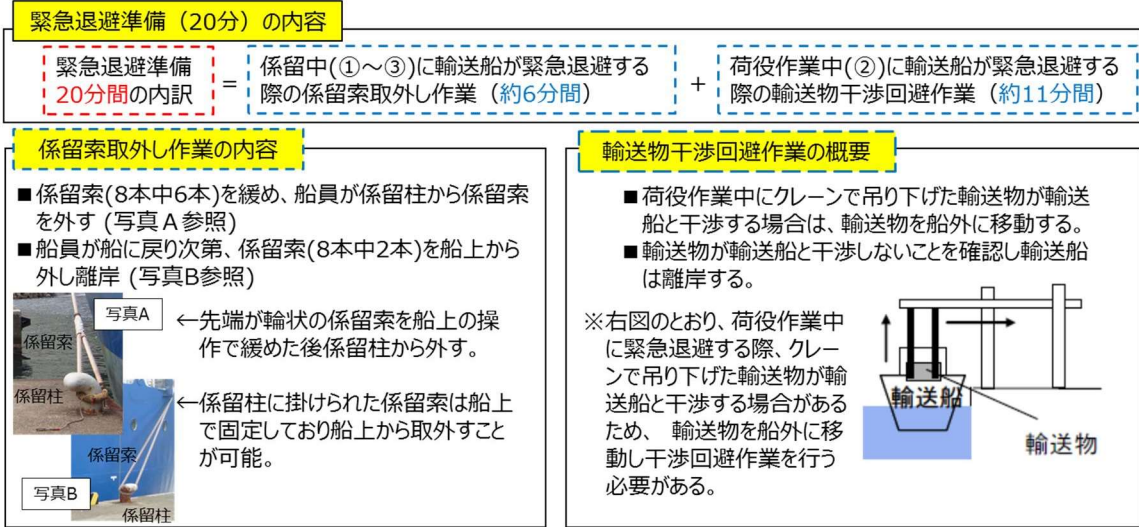 緊急退避準備（20分）の内容
緊急退避準備
20分間の内訳
=
係留中(①～③)に輸送船が緊急退避する
際の係留索取外し作業（約6分間）
+
荷役作業中(②)に輸送船が緊急退避する
際の輸送物干渉回避作業（約11分間）
係留索取外し作業の内容
■係留索(8本中6本)を緩め、船員が係留柱から係留索
を外す (写真Ａ参照)
■船員が船に戻り次第、係留索(8本中2本)を船上から
外し離岸 (写真B参照)
写真A
係留索
係留柱
←先端が輪状の係留索を船上の操
作で緩めた後係留柱から外す。
←係留柱に掛けられた係留索は船上
で固定しており船上から取外すこと
が可能。
係留索
写真B
係留柱
輸送物干渉回避作業の概要
■荷役作業中にクレーンで吊り下げた輸送物が輸送
船と干渉する場合は、輸送物を船外に移動する。
■輸送物が輸送船と干渉しないことを確認し輸送船
は離岸する。
※右図のとおり、荷役作業中
に緊急退避する際、クレー
ンで吊り下げた輸送物が輸
送船と干渉する場合がある
ため、 輸送物を船外に移
動し干渉回避作業を行う
必要がある。
輸送船
輸送物